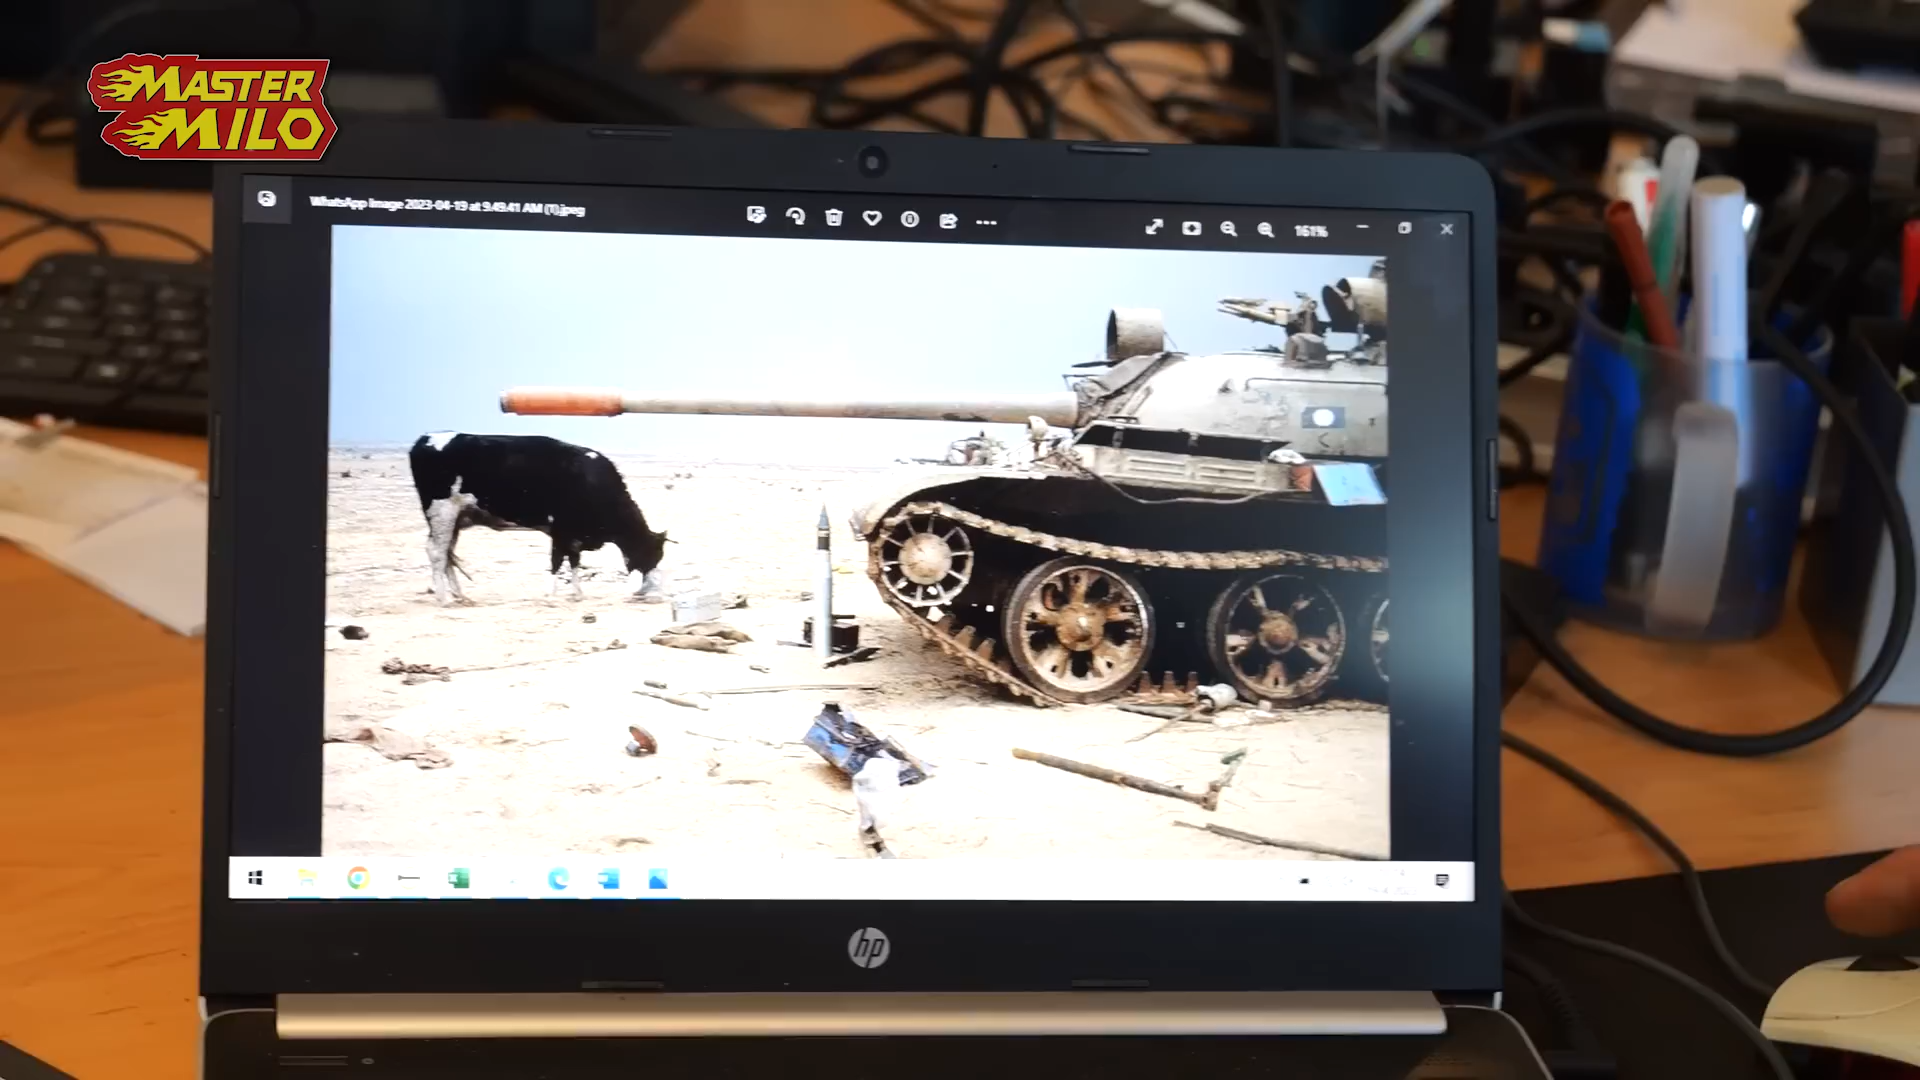 MASTER
MILO
WhatsApp Image 2023-04-19 at 9.49.41 AM (1).jpeg
161%
hp